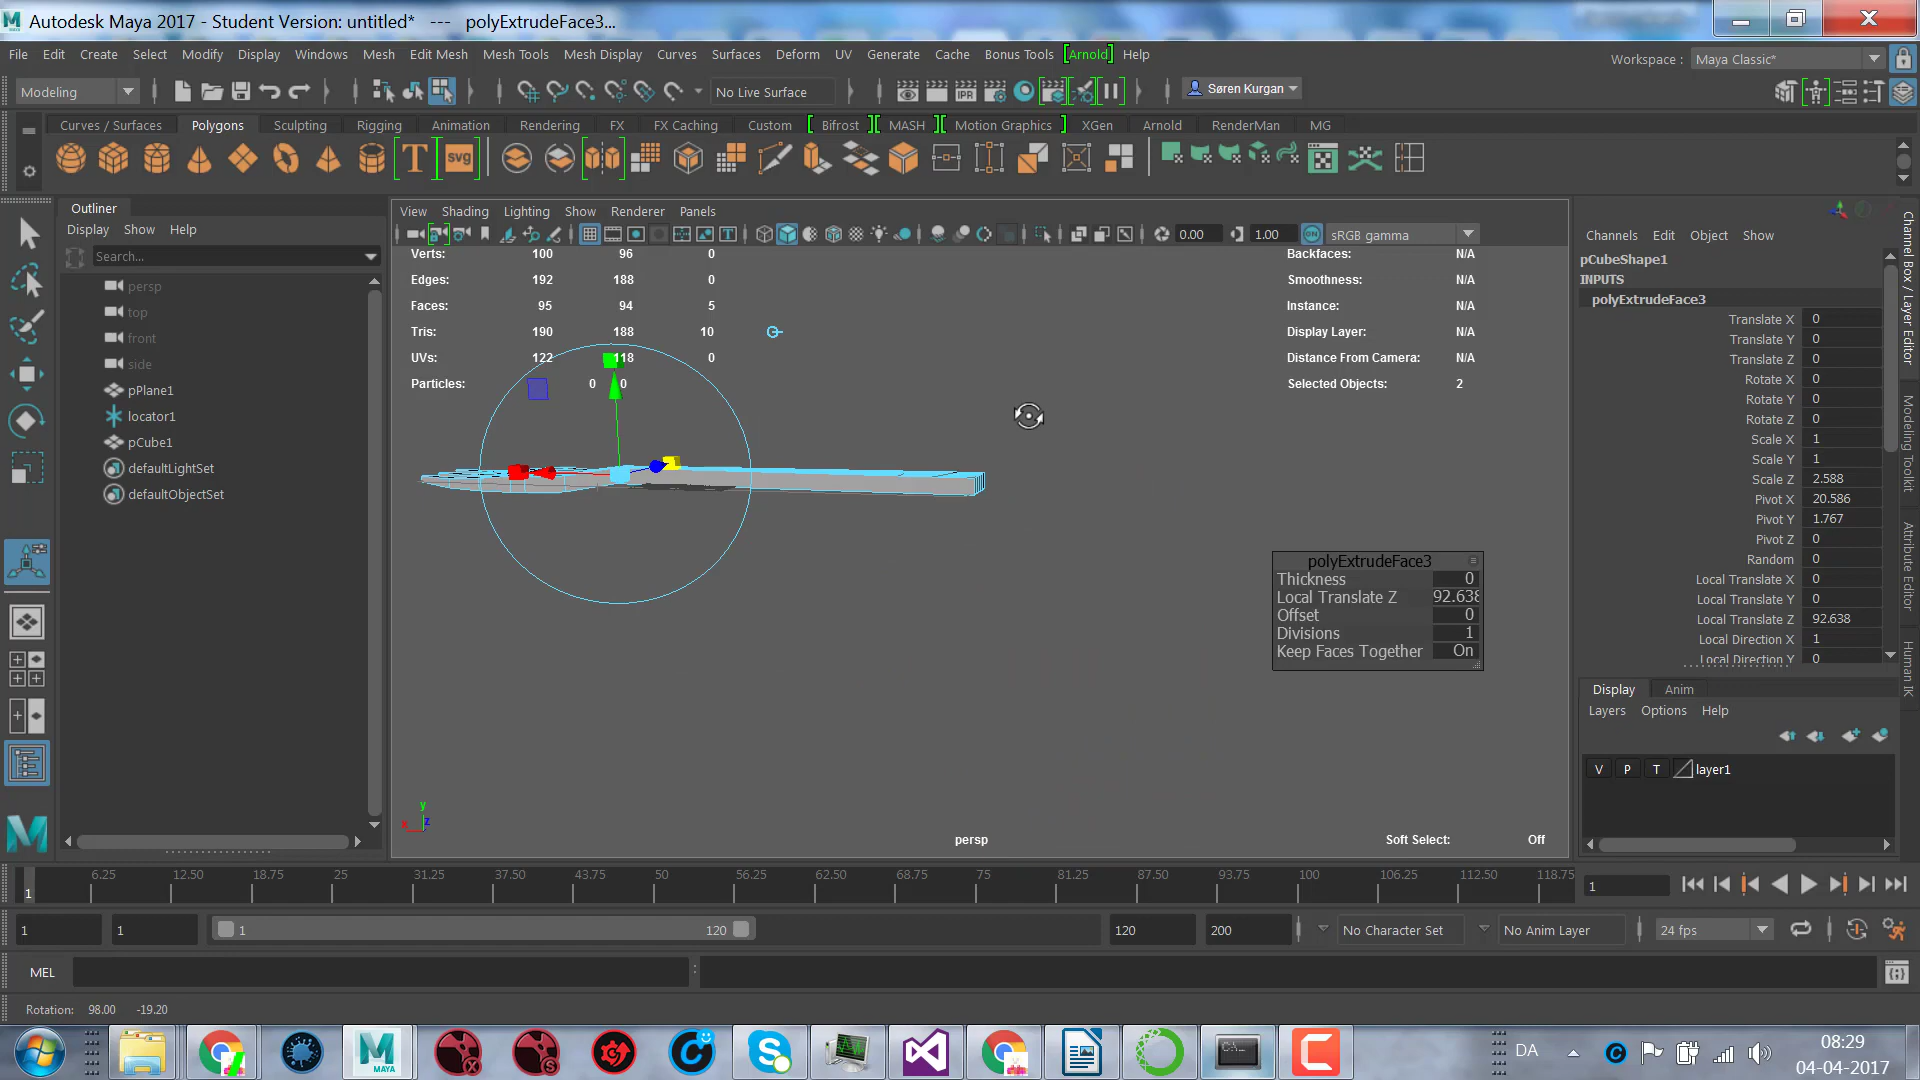 Autodesk Maya 2017 - Student Version: untitled* --- polyExtrudeFace3...
File Edit Create Select Modify Display Windows Mesh Edit Mesh Mesh Tools Mesh Display Curves Surfaces Deform UV Generate Cache Bonus Tools [Arnold] Help
Workspace : Maya Classic*
Modeling No Live Surface IPR Søren Kurgan
Curves / Surfaces Polygons Sculpting Rigging Animation Rendering FX FX Caching Custom Bifrost MASH Motion Graphics XGen Arnold RenderMan MG
T svg
Outliner
Display Show Help
Search...
persp
top
front
side
pPlane1
locator1
pCube1
defaultLightSet
defaultObjectSet
View Shading Lighting Show Renderer Panels
0.00 1.00 ON sRGB gamma
Verts: 100 96 0
Edges: 192 188 0
Faces: 95 94 5
Tris: 190 188 10
UVs: 122 118 0
Particles: 0 0
Backfaces: N/A
Smoothness: N/A
Instance: N/A
Display Layer: N/A
Distance From Camera: N/A
Selected Objects: 2
polyExtrudeFace3
Thickness 0
Local Translate Z 92.638
Offset 0
Divisions 1
Keep Faces Together On
y
x z
persp
Soft Select: Off
Channels Edit Object Show
pCubeShape1
INPUTS
polyExtrudeFace3
Translate X 0
Translate Y 0
Translate Z 0
Rotate X 0
Rotate Y 0
Rotate Z 0
Scale X 1
Scale Y 1
Scale Z 2.588
Pivot X 20.586
Pivot Y 1.767
Pivot Z 0
Random 0
Local Translate X 0
Local Translate Y 0
Local Translate Z 92.638
Local Direction X 1
Local Direction Y 0
Channel Box / Layer Editor
Modeling Toolkit
Attribute Editor
Human IK
Display Anim
Layers Options Help
V P T layer1
1 6.25 12.50 18.75 25 31.25 37.50 43.75 50 56.25 62.50 68.75 75 81.25 87.50 93.75 100 106.25 112.50 118.75
1
1 1 1 120 120 200 No Character Set No Anim Layer 24 fps
MEL
Rotation: 98.00 -19.20
MAYA
DA
08:29
04-04-2017